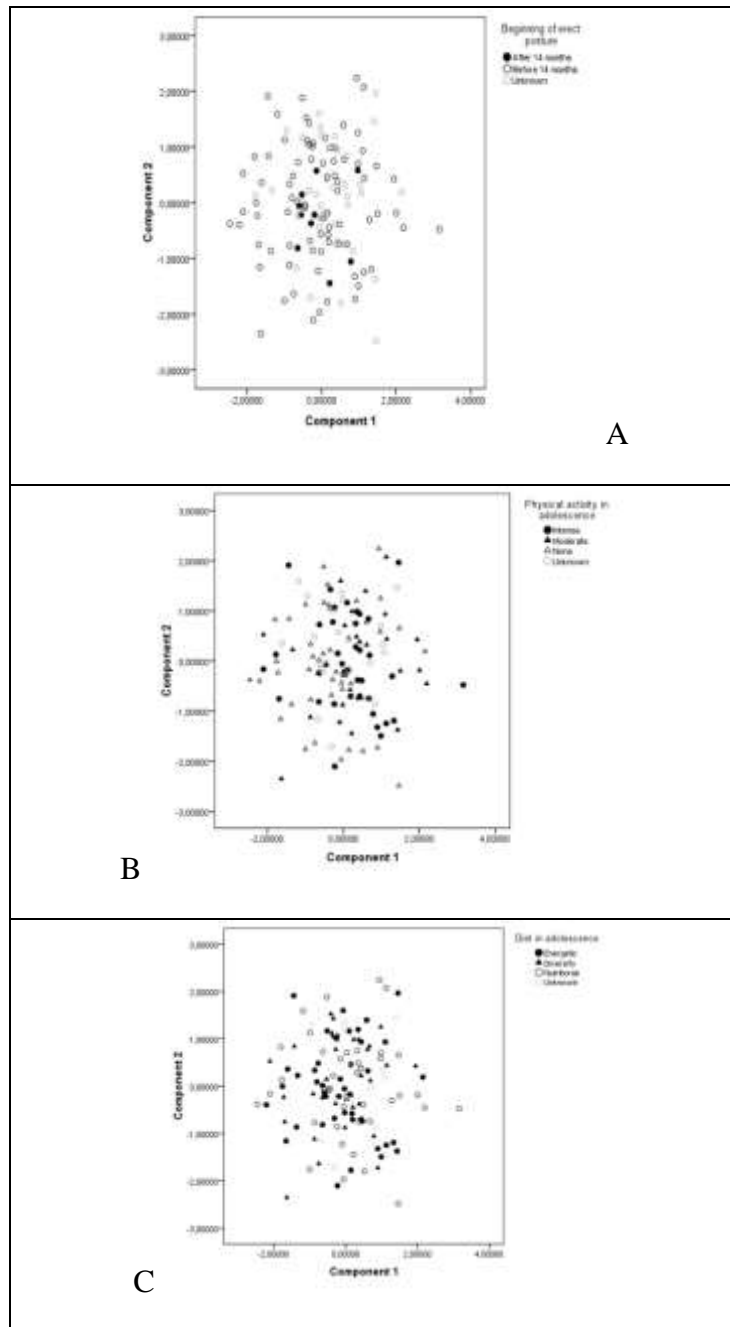 Beginning of erect
posture
After 14 months
Before 14 months
Unknown
3,00000
2,00000
1,00000
0,00000
-1,00000
-2,00000
-3,00000
Component 2
-2,00000 0,00000 2,00000 4,00000
Component 1
A
Physical activity in
adolescence
Intense
Moderate
None
Unknown
3,00000
2,00000
1,00000
0,00000
-1,00000
-2,00000
-3,00000
Component 2
-2,00000 0,00000 2,00000 4,00000
Component 1
B
Diet in adolescence
Energetic
Unknown
3,00000
2,00000
1,00000
0,00000
-1,00000
-2,00000
-3,00000
Component 2
-2,00000 0,00000 2,00000 4,00000
Component 1
C